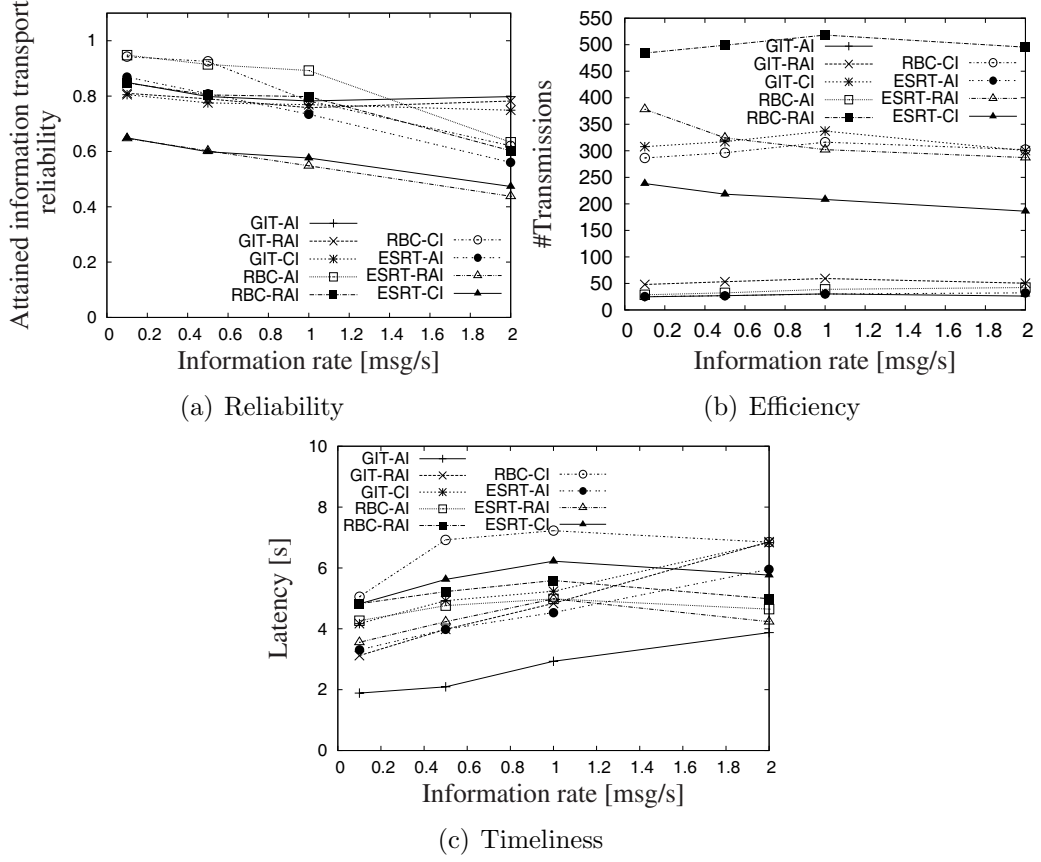 Attained information transport
reliability
1
0.8
0.6
0.4
0.2
0
GIT-AI
GIT-RAI
GIT-CI
RBC-AI
RBC-RAI
RBC-CI
ESRT-AI
ESRT-RAI
ESRT-CI
0 0.2 0.4 0.6 0.8 1 1.2 1.4 1.6 1.8 2
Information rate [msg/s]
(a) Reliability
#Transmissions
550
500
450
400
350
300
250
200
150
100
50
0
GIT-AI
GIT-RAI
GIT-CI
RBC-AI
RBC-RAI
RBC-CI
ESRT-AI
ESRT-RAI
ESRT-CI
0 0.2 0.4 0.6 0.8 1 1.2 1.4 1.6 1.8 2
Information rate [msg/s]
(b) Efficiency
Latency [s]
10
8
6
4
2
0
GIT-AI
GIT-RAI
GIT-CI
RBC-AI
RBC-RAI
RBC-CI
ESRT-AI
ESRT-RAI
ESRT-CI
0 0.2 0.4 0.6 0.8 1 1.2 1.4 1.6 1.8 2
Information rate [msg/s]
(c) Timeliness